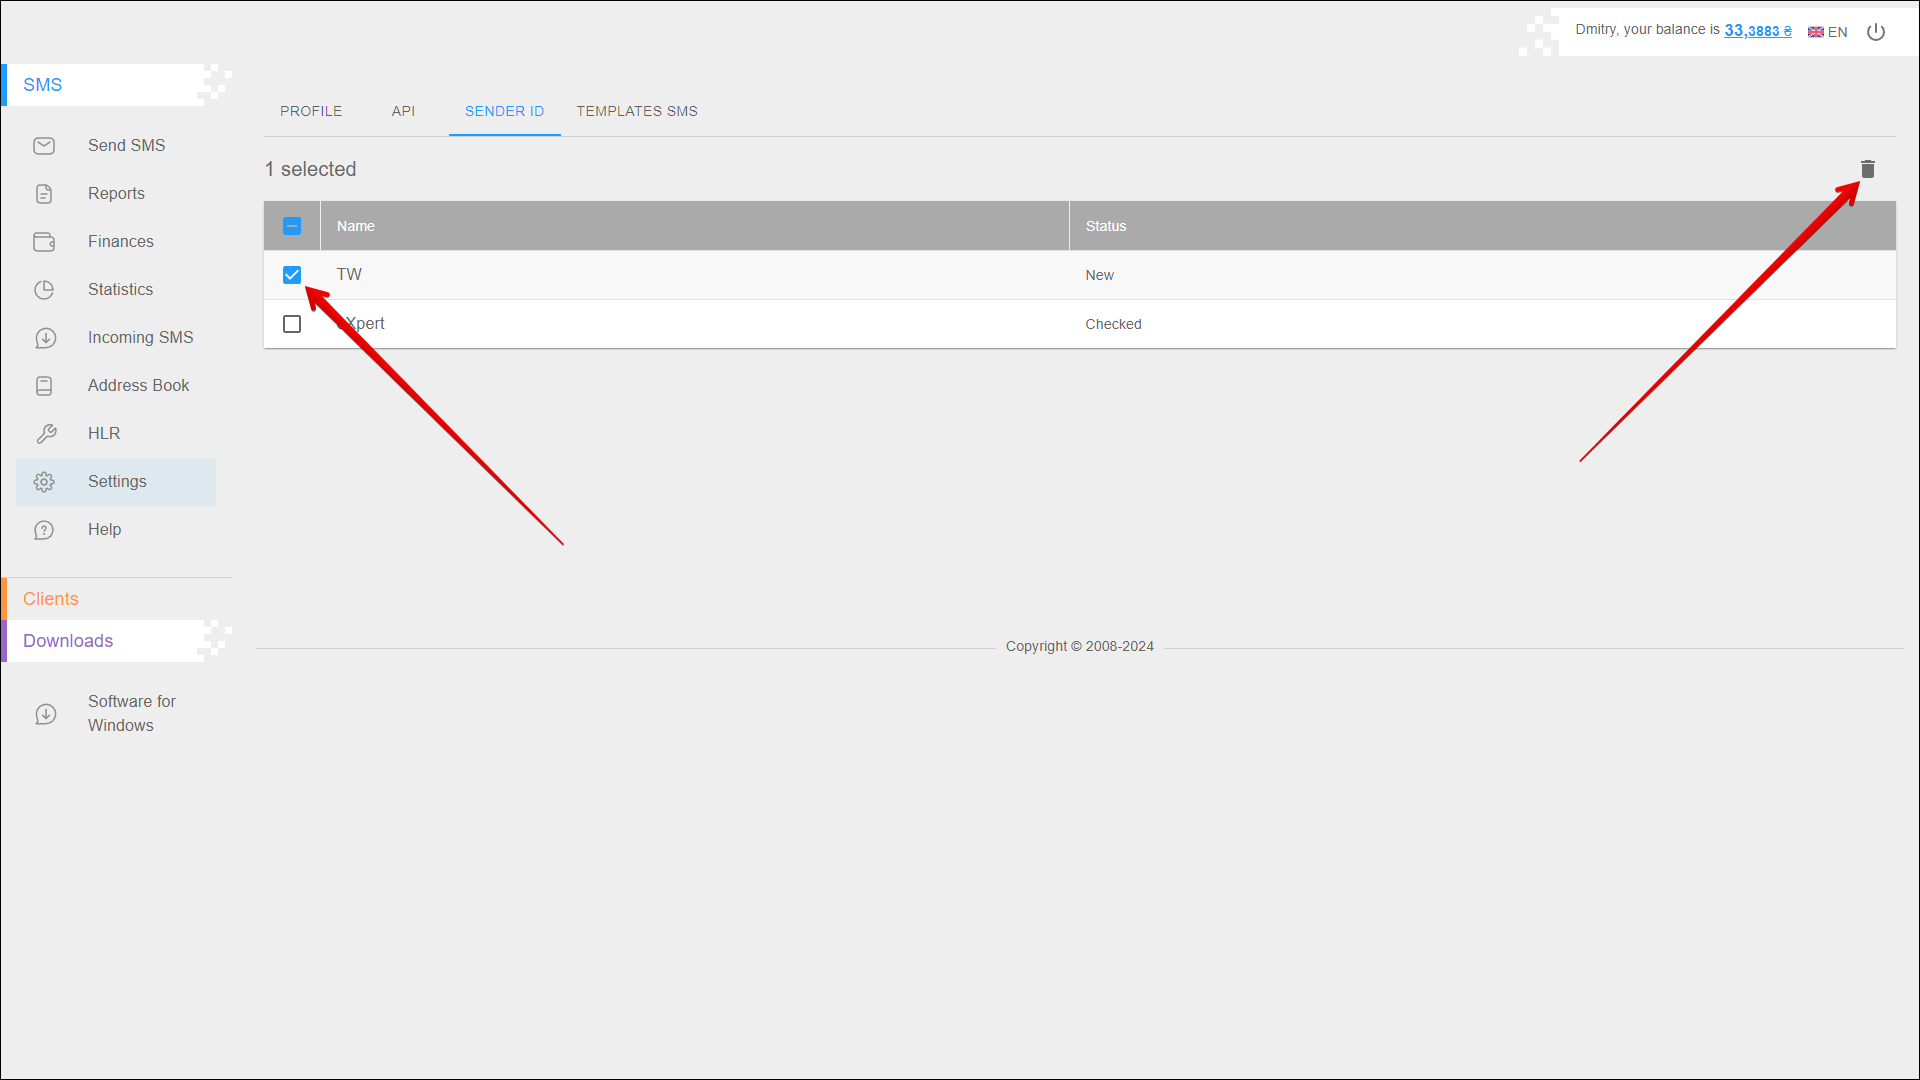 Dmitry, your balance is 33,3883 ₴ EN
SMS
PROFILE API SENDER ID TEMPLATES SMS
1 selected
Name Status
TW New
Checked
Send SMS
Reports
Finances
Statistics
Incoming SMS
Address Book
HLR
Settings
Help
Clients
Downloads
Software for
Windows
Copyright © 2008-2024